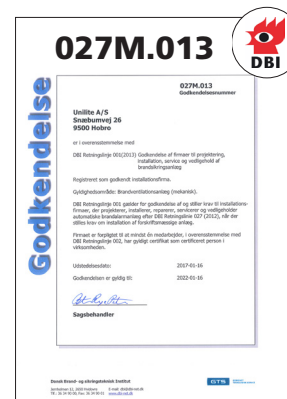 027M.013
DBI
Godkendelse
027M.013
Godkendelsesnummer
Unilite A/S
Snæbumvej 26
9500 Hobro
er i overensstemmelse med
DBI Retningslinje 001(2013) Godkendelse af firmaer til projektering,
installation, service og vedligehold af
brandsikringsanlæg
Registreret som godkendt installationsfirma.
Gyldighedsområde: Brandventilationsanlæg (mekanisk).
DBI Retningslinje 001 gælder for godkendelse af og stiller krav til installations-
firmaer, der projekterer, installerer, reparerer, servicerer og vedligeholder
automatiske brandalarmanlæg efter DBI Retningslinje 027 (2012), når der
stilles krav om installation af forskriftsmæssige anlæg.
Firmaet er forpligtet til at mindst én medarbejder, i overensstemmelse med
DBI Retningslinje 002, har gyldigt certifikat som certificeret person i
virksomheden.
Udstedelsesdato: 2017-01-16
Godkendelsen er gyldig til: 2022-01-16
Sagsbehandler
Dansk Brand- og sikringsteknisk Institut
GTS